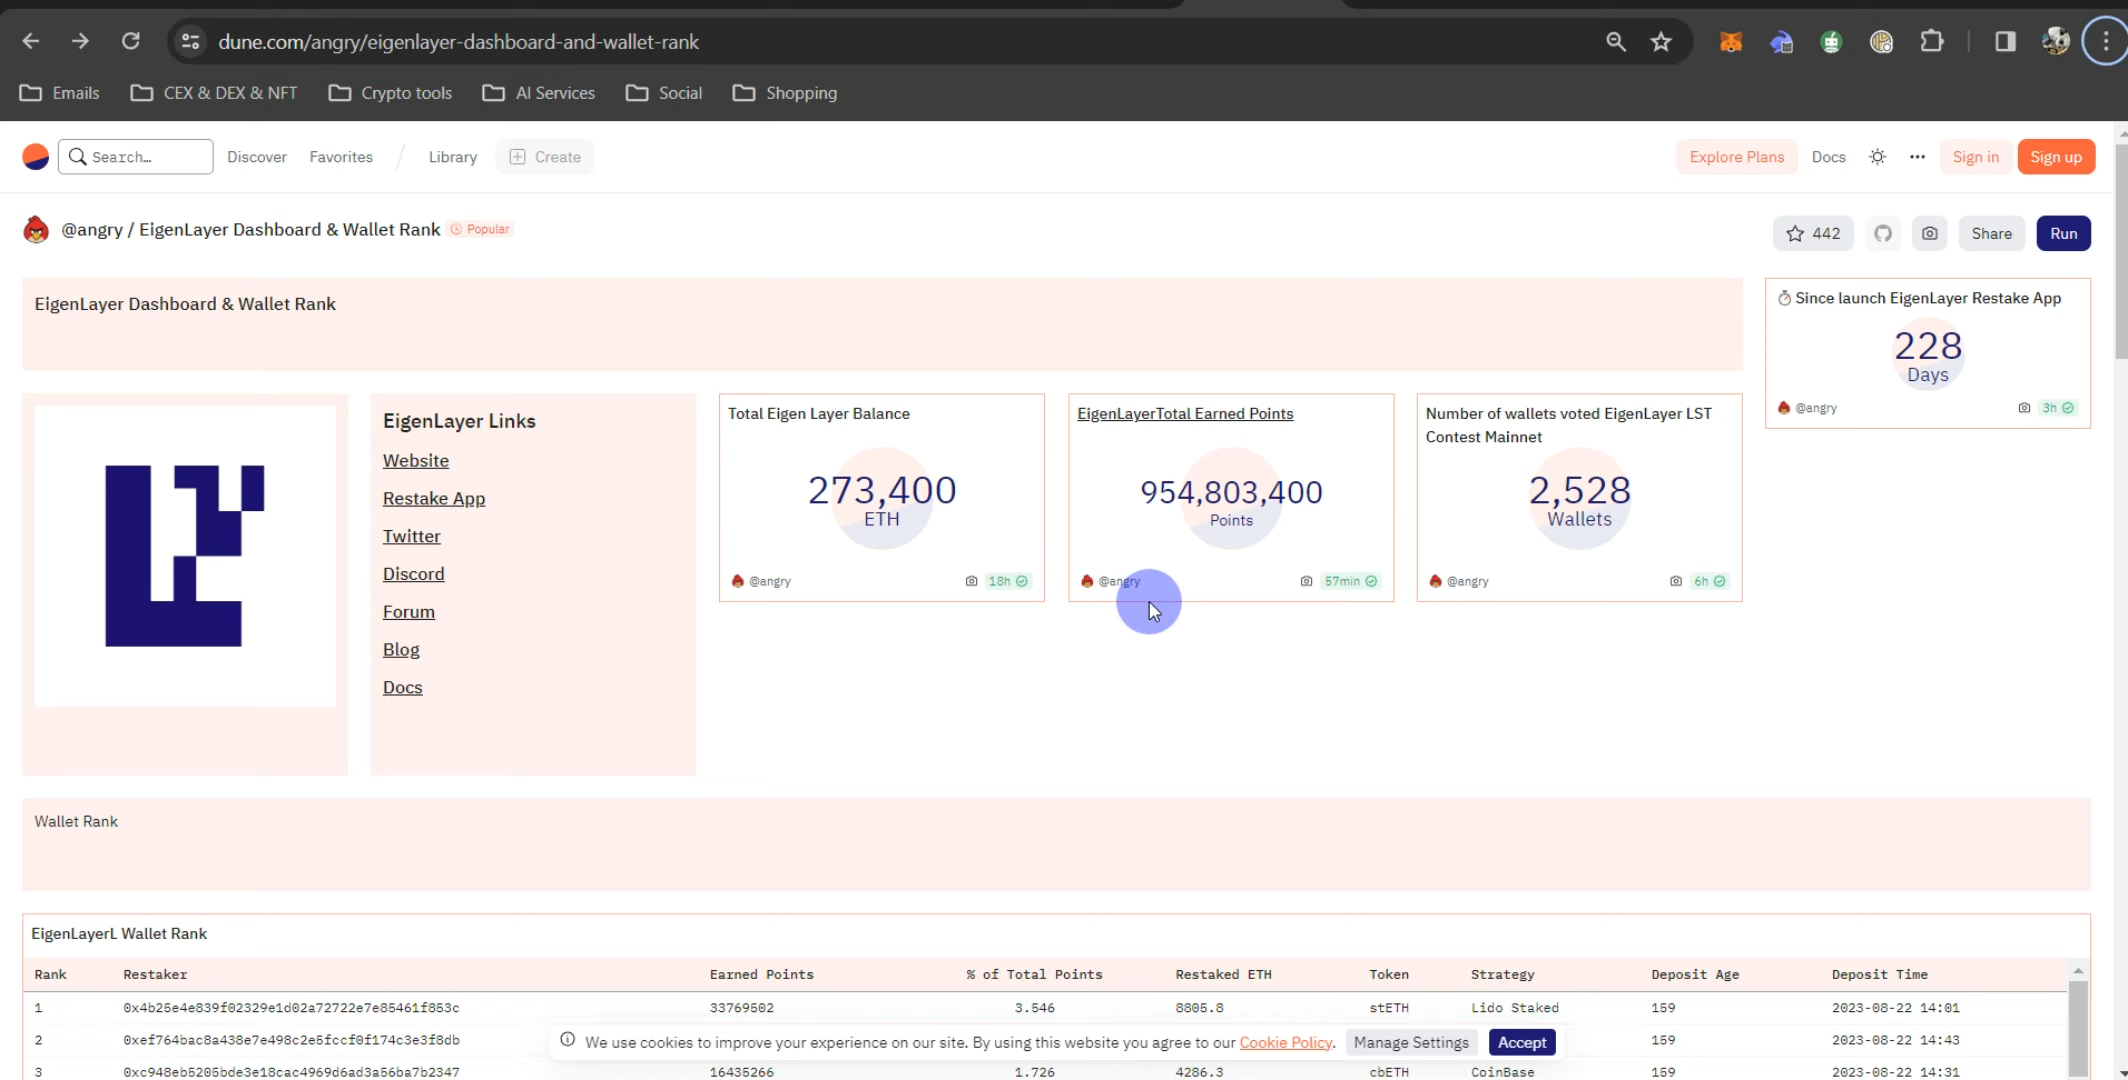 dune.com/angry/eigenlayer-dashboard-and-wallet-rank
Emails CEX & DEX & NFT Crypto tools AI Services Social Shopping
Search… Discover Favorites / Library Create Explore Plans Docs Sign in Sign up
@angry / EigenLayer Dashboard & Wallet Rank Popular 442 Share Run
EigenLayer Dashboard & Wallet Rank
Since launch EigenLayer Restake App
228
Days
@angry 3h
EigenLayer Links
Website
Restake App
Twitter
Discord
Forum
Blog
Docs
Total Eigen Layer Balance
273,400
ETH
@angry 18h
EigenLayerTotal Earned Points
954,803,400
Points
@angry 57min
Number of wallets voted EigenLayer LST
Contest Mainnet
2,528
Wallets
@angry 6h
Wallet Rank
EigenLayerL Wallet Rank
Rank Restaker Earned Points % of Total Points Restaked ETH Token Strategy Deposit Age Deposit Time
1 0x4b25e4e839f02329e1d02a72722e7e85461f853c 33769502 3.546 8805.8 stETH Lido Staked 159 2023-08-22 14:01
2 0xef764bac8a438e7e498c2e5fccf0f174c3e3f8db 159 2023-08-22 14:43
We use cookies to improve your experience on our site. By using this website you agree to our Cookie Policy. Manage Settings Accept
3 0xc948eb5205bde3e18cac4969d6ad3a56ba7b2347 16435266 1.726 4286.3 cbETH CoinBase 159 2023-08-22 14:31